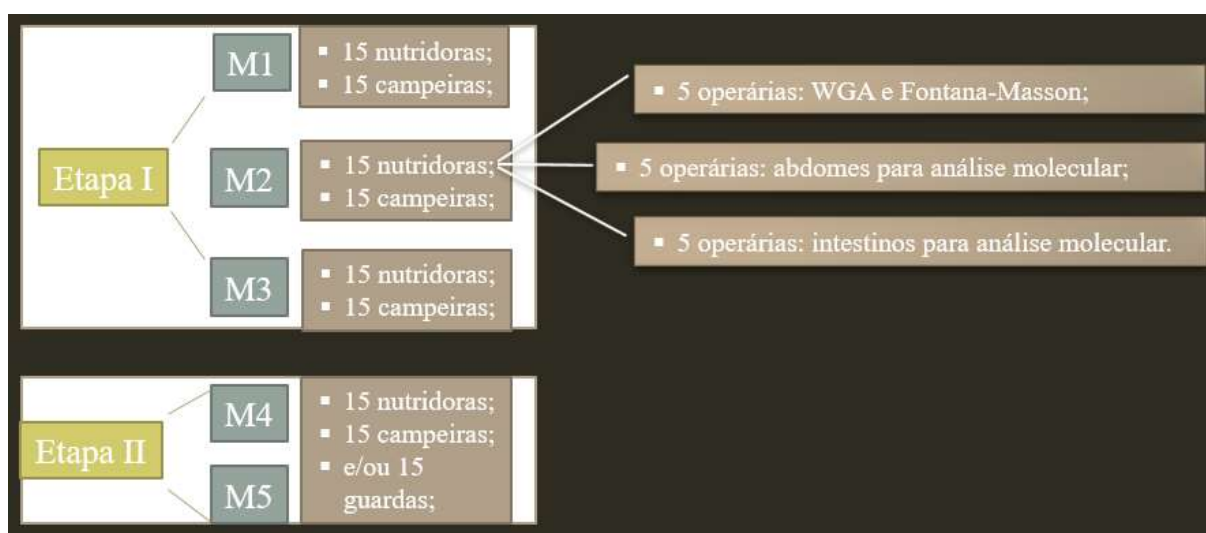 Etapa I
M1
▪ 15 nutridoras;
▪ 15 campeiras;
M2
▪ 15 nutridoras;
▪ 15 campeiras;
M3
▪ 15 nutridoras;
▪ 15 campeiras;
▪ 5 operárias: WGA e Fontana-Masson;
▪ 5 operárias: abdomes para análise molecular;
▪ 5 operárias: intestinos para análise molecular.
Etapa II
M4
M5
▪ 15 nutridoras;
▪ 15 campeiras;
▪ e/ou 15
guardas;